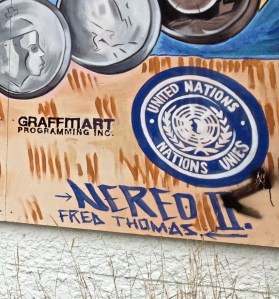 UNITED NATIONS
NATIONS UNIES
GRAFFITIART
PROGRAMMING INC.
NEREO II.
FRED THOMAS